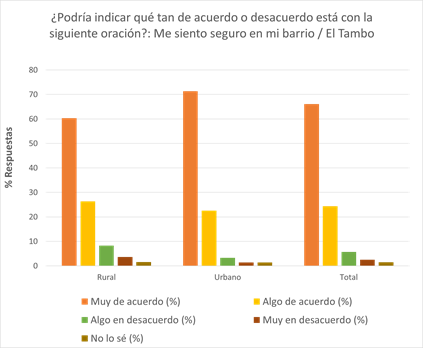 ¿Podría indicar qué tan de acuerdo o desacuerdo está con la
siguiente oración?: Me siento seguro en mi barrio / El Tambo
% Respuestas
80
70
60
50
40
30
20
10
0
Rural
Urbano
Total
Muy de acuerdo (%)
Algo de acuerdo (%)
Algo en desacuerdo (%)
Muy en desacuerdo (%)
No lo sé (%)